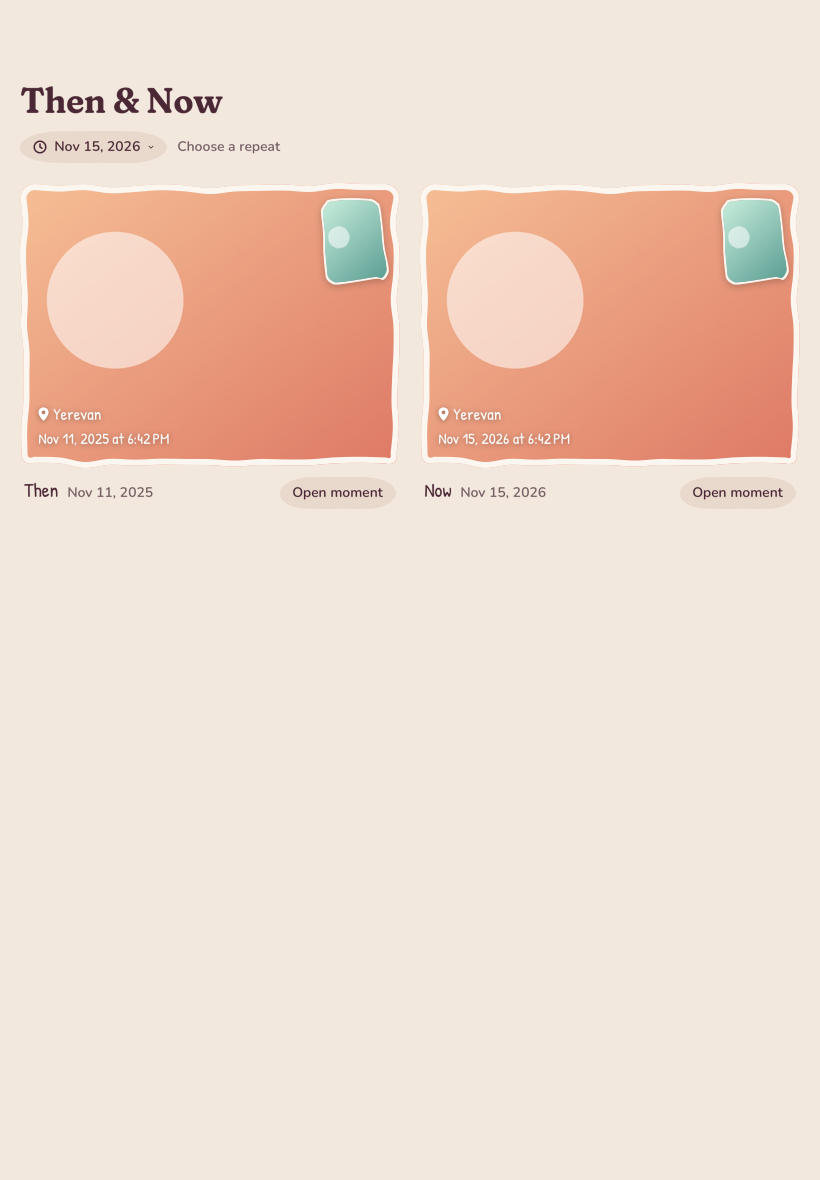 Then & Now
Nov 15, 2026
Choose a repeat
Yerevan
Nov 11, 2025 at 6:42 PM
Then Nov 11, 2025
Open moment
Yerevan
Nov 15, 2026 at 6:42 PM
Now Nov 15, 2026
Open moment